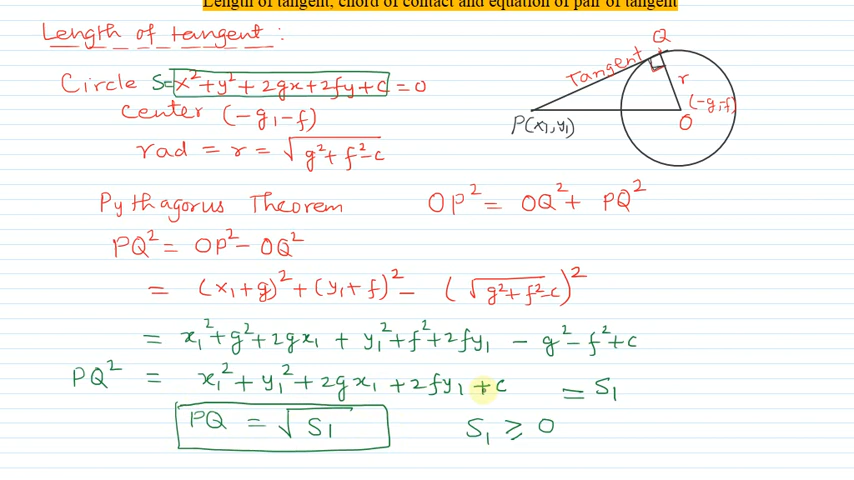 Length of tangent, chord of contact and equation of pair of tangent
Length of tangent :
Circle S = x² + y² + 2gx + 2fy + c = 0
center (-g, -f)
rad = r = √g² + f² - c
Q
Tangent
r
(-g, -f)
O
P(x₁, y₁)
Pythagorus Theorem OP² = OQ² + PQ²
PQ² = OP² - OQ²
= (x₁ + g)² + (y₁ + f)² - (√g² + f² - c)²
= x₁² + g² + 2gx₁ + y₁² + f² + 2fy₁ - g² - f² + c
PQ² = x₁² + y₁² + 2gx₁ + 2fy₁ + c = S₁
PQ = √S₁ S₁ ≥ 0